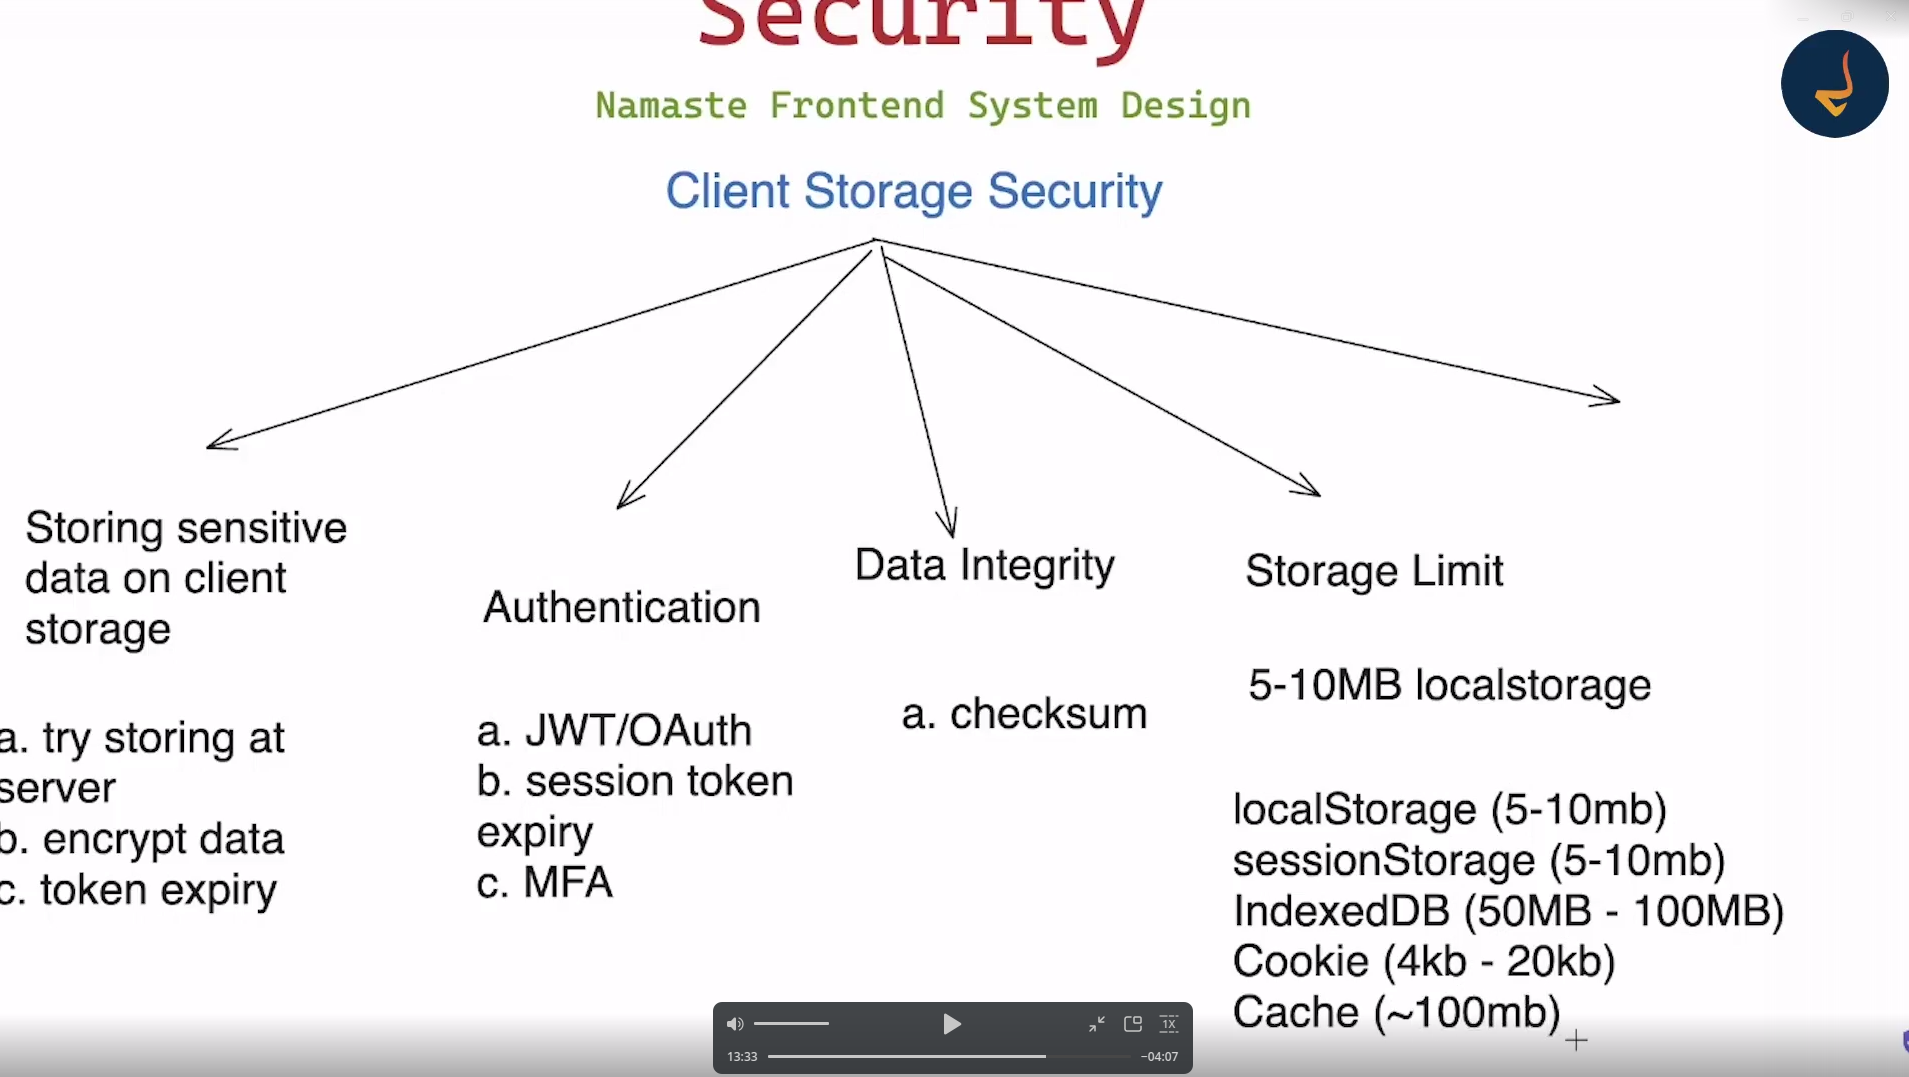 Security
Namaste Frontend System Design
Client Storage Security
Storing sensitive
data on client
storage
a. try storing at
server
b. encrypt data
c. token expiry
Authentication
a. JWT/OAuth
b. session token
expiry
c. MFA
Data Integrity
a. checksum
Storage Limit
5-10MB localstorage
localStorage (5-10mb)
sessionStorage (5-10mb)
IndexedDB (50MB - 100MB)
Cookie (4kb - 20kb)
Cache (~100mb)
1X
13:33
−04:07